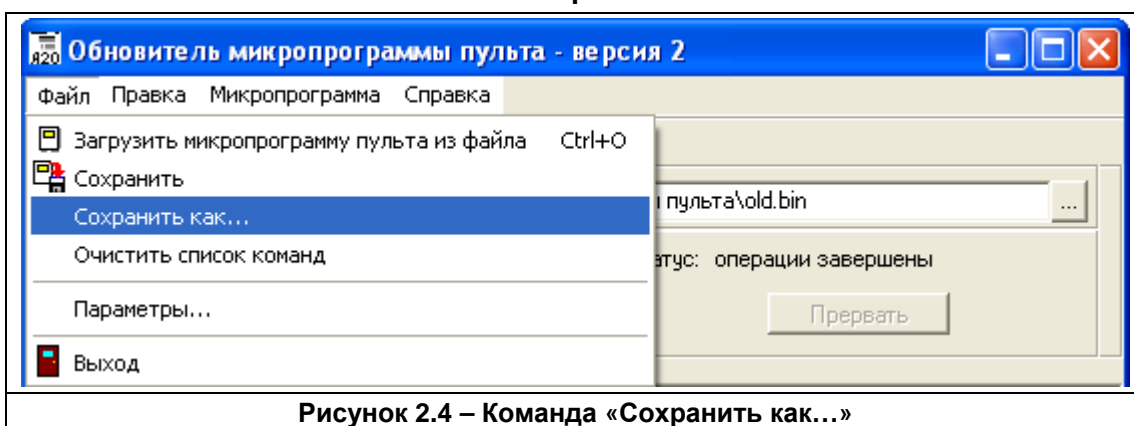 Я20 Обновитель микропрограммы пульта - версия 2
Файл Правка Микропрограмма Справка
Загрузить микропрограмму пульта из файла Ctrl+O
Сохранить
Сохранить как...
пульта\old.bin ...
Очистить список команд
атус: операции завершены
Параметры...
Прервать
Выход
Рисунок 2.4 – Команда «Сохранить как…»